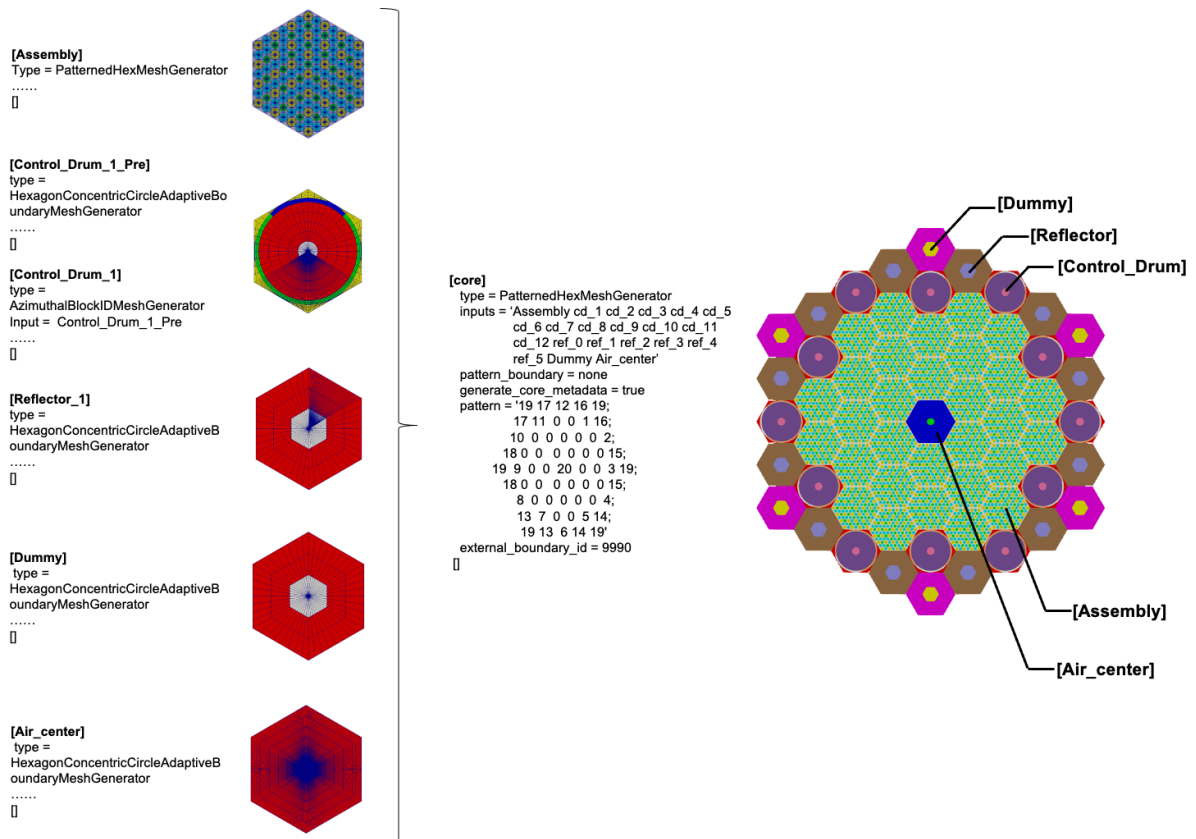 [Assembly]
Type = PatternedHexMeshGenerator
……
[]
[Control_Drum_1_Pre]
type =
HexagonConcentricCircleAdaptiveBo
undaryMeshGenerator
……
[]
[Control_Drum_1]
type =
AzimuthalBlockIDMeshGenerator
Input =  Control_Drum_1_Pre
……
[]
[Reflector_1]
type =
HexagonConcentricCircleAdaptiveB
oundaryMeshGenerator
……
[]
[Dummy]
type =
HexagonConcentricCircleAdaptiveB
oundaryMeshGenerator
……
[]
[Air_center]
type =
HexagonConcentricCircleAdaptiveB
oundaryMeshGenerator
……
[]
[core]
type = PatternedHexMeshGenerator
inputs = 'Assembly cd_1 cd_2 cd_3 cd_4 cd_5
cd_6 cd_7 cd_8 cd_9 cd_10 cd_11
cd_12 ref_0 ref_1 ref_2 ref_3 ref_4
ref_5 Dummy Air_center’
pattern_boundary = none
generate_core_metadata = true
pattern = '19 17 12 16 19;
17 11 0 0 1 16;
10 0 0 0 0 0 2;
18 0 0 0 0 0 0 15;
19 9 0 0 20 0 0 3 19;
18 0 0 0 0 0 0 15;
8 0 0 0 0 0 4;
13 7 0 0 5 14;
19 13 6 14 19'
external_boundary_id = 9990
[]
[Dummy]
[Reflector]
[Control_Drum]
[Assembly]
[Air_center]